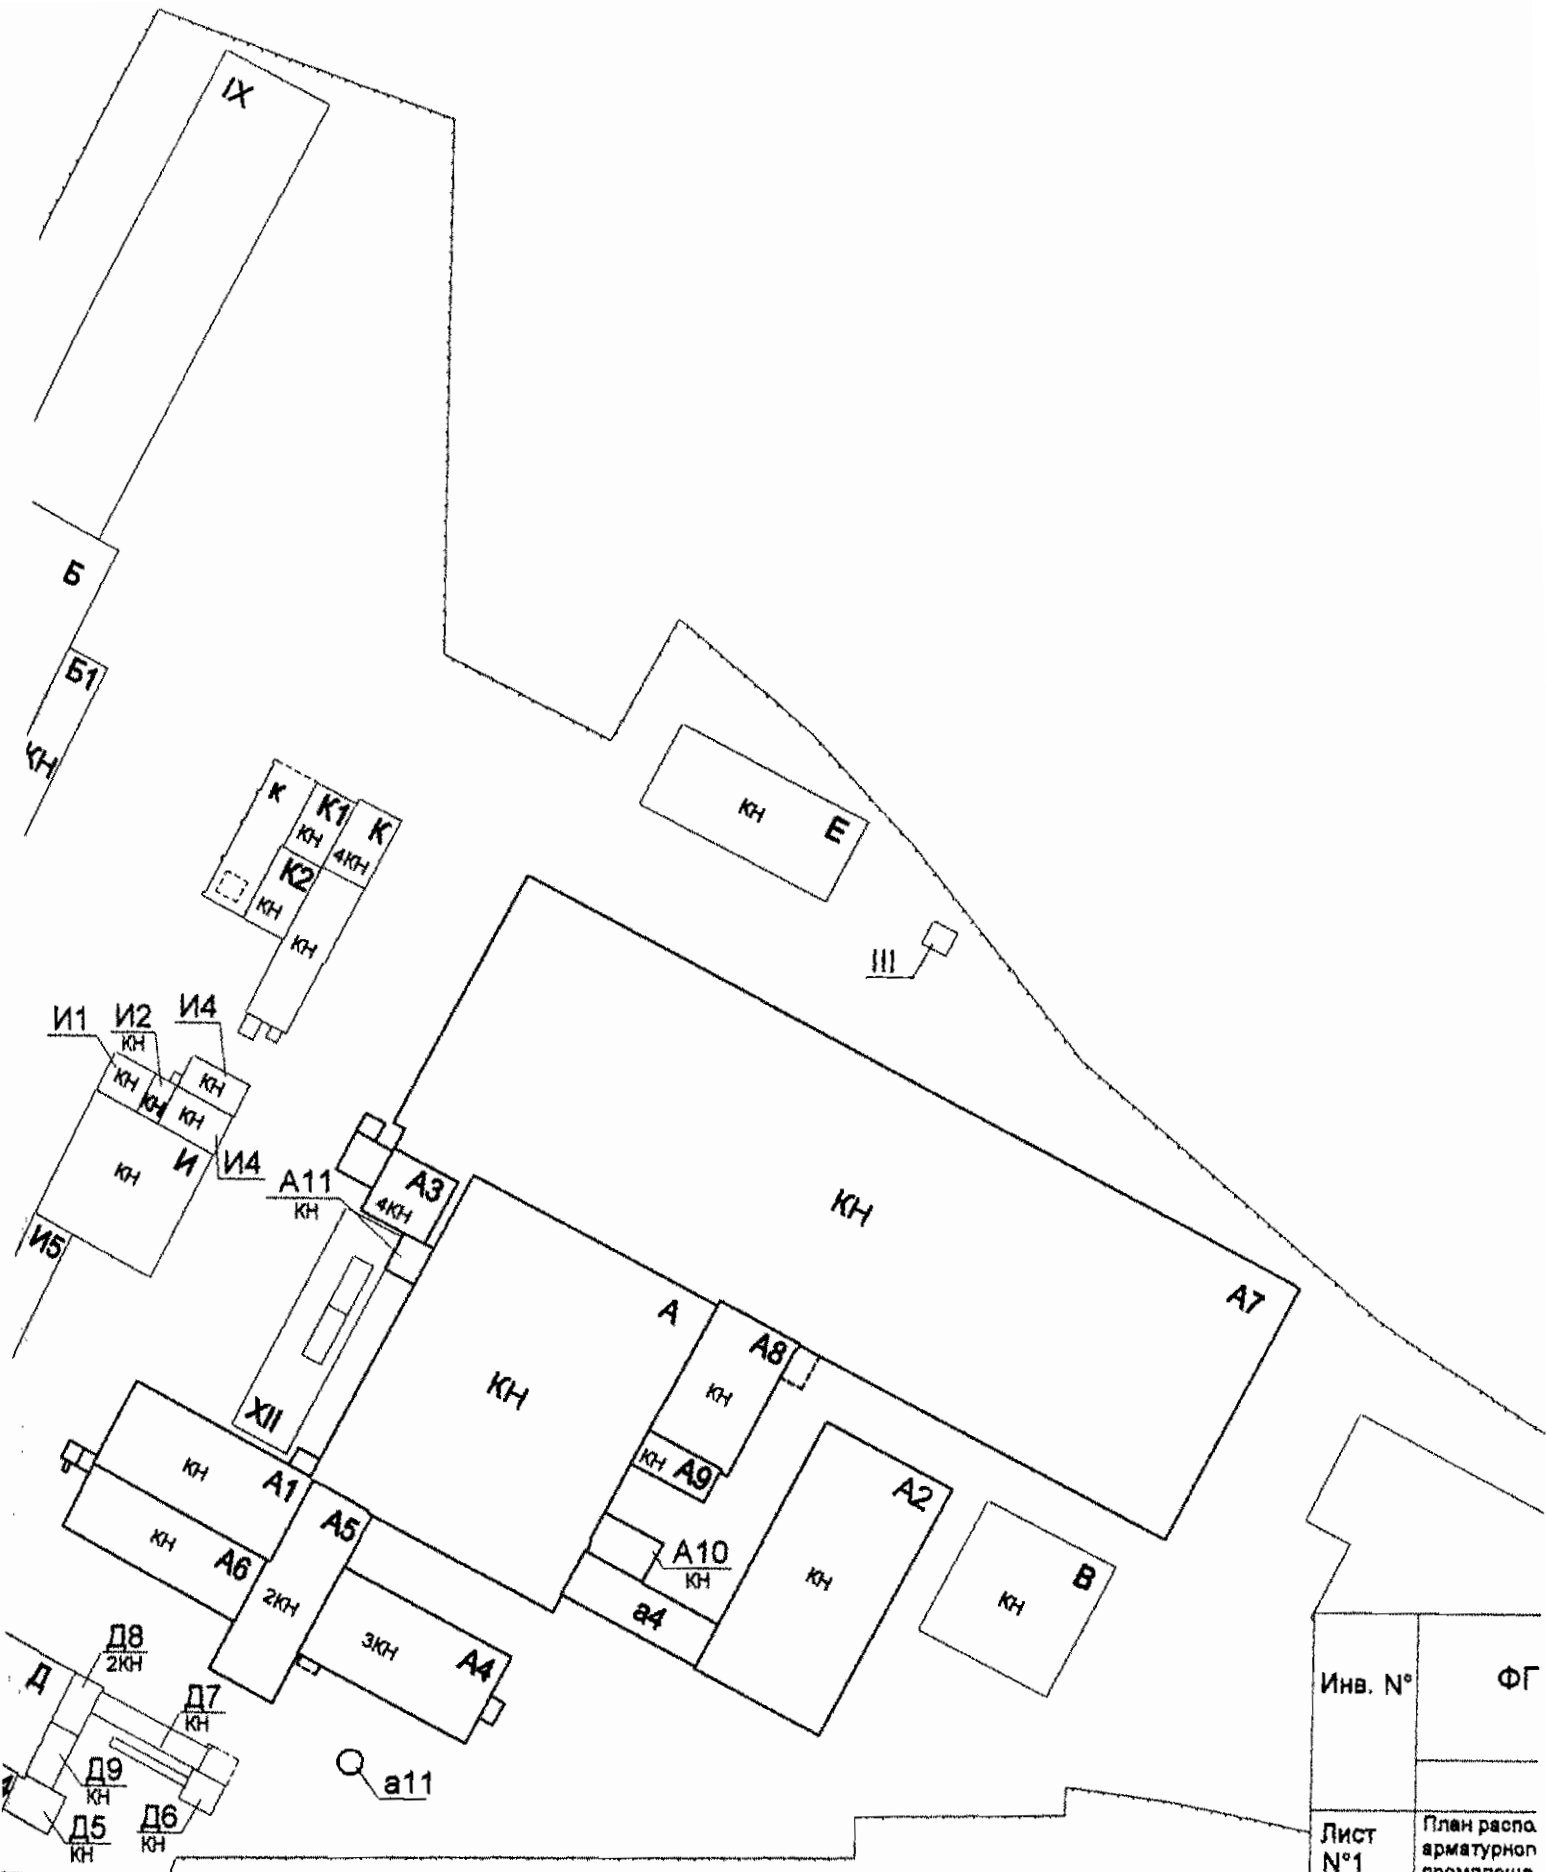 IX
Б
Б1
КН
к
К1
КН
К
4КН
К2
КН
КН
КН
Е
III
И1
И2
КН
И4
КН
КН
КН
КН
И
КН
И4
И5
А3
4КН
А11
КН
КН
А7
А
КН
А8
КН
КН
А9
XII
КН
А1
А5
2КН
КН
А6
А2
КН
А10
КН
а4
В
КН
3КН
А4
Д
Д8
2КН
Д7
КН
Д9
КН
Д5
КН
Д6
КН
а11
Инв. N°
ФГ
Лист
N°1
План распо
арматурног